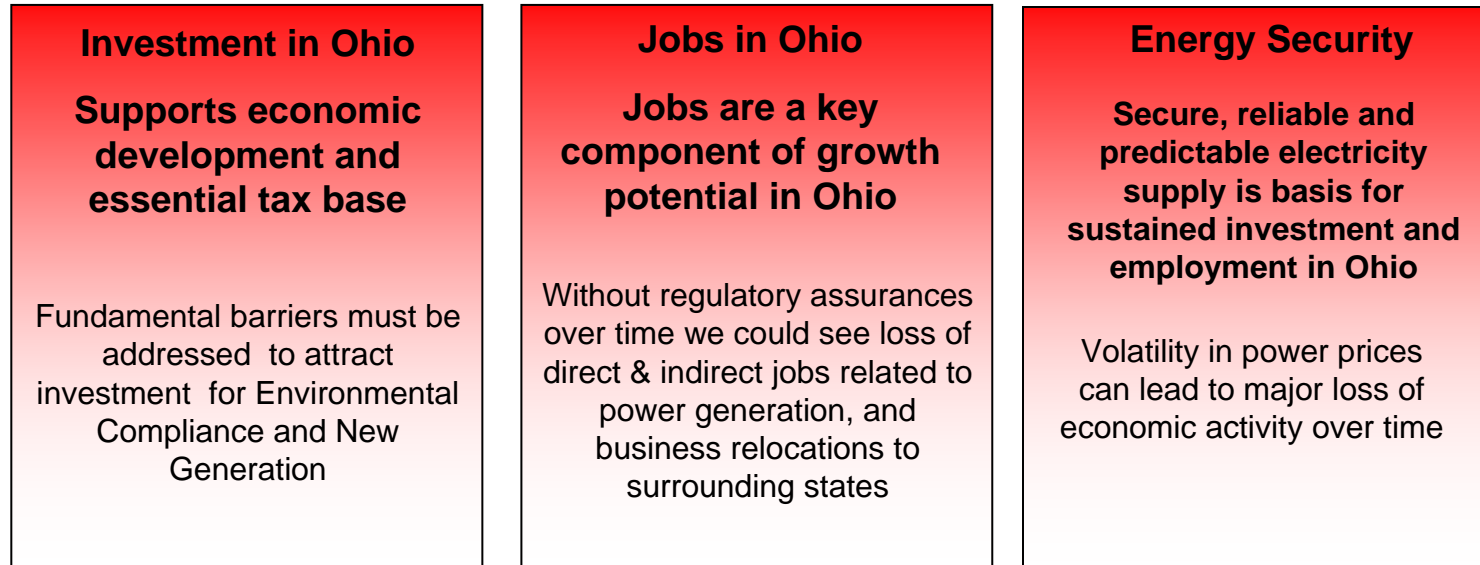 Investment in Ohio
Supports economic
development and
essential tax base
Fundamental barriers must be
addressed  to attract
investment  for Environmental
Compliance and New
Generation
Jobs in Ohio
Jobs are a key
component of growth
potential in Ohio
Without regulatory assurances
over time we could see loss of
direct & indirect jobs related to
power generation, and
business relocations to
surrounding states
Energy Security
Secure, reliable and
predictable electricity
supply is basis for
sustained investment and
employment in Ohio
Volatility in power prices
can lead to major loss of
economic activity over time